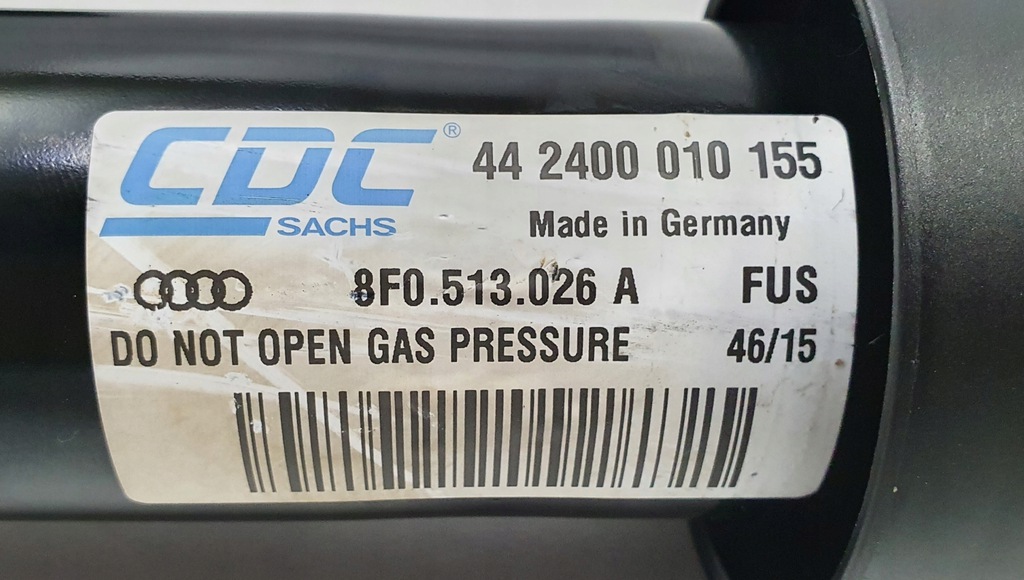 CDC® 44 2400 010 155
SACHS Made in Germany
8F0.513.026 A FUS
DO NOT OPEN GAS PRESSURE 46/15